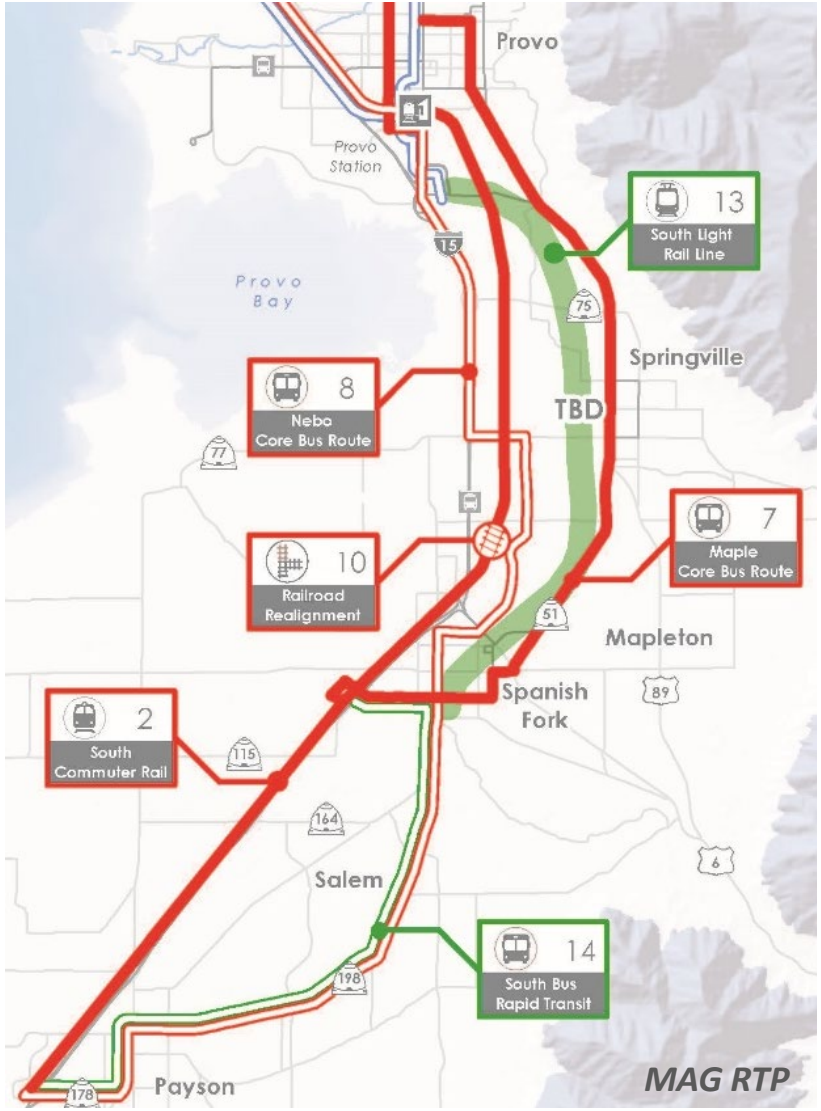 Provo
1
Provo
Station
13
South Light
Rail Line
15
Provo
Bay
75
Springville
8
Nebo
Core Bus Route
TBD
77
7
Maple
Core Bus Route
10
Railroad
Realignment
51
Mapleton
89
Spanish
Fork
2
South
Commuter Rail
115
164
6
Salem
14
South Bus
Rapid Transit
198
178
Payson
MAG RTP